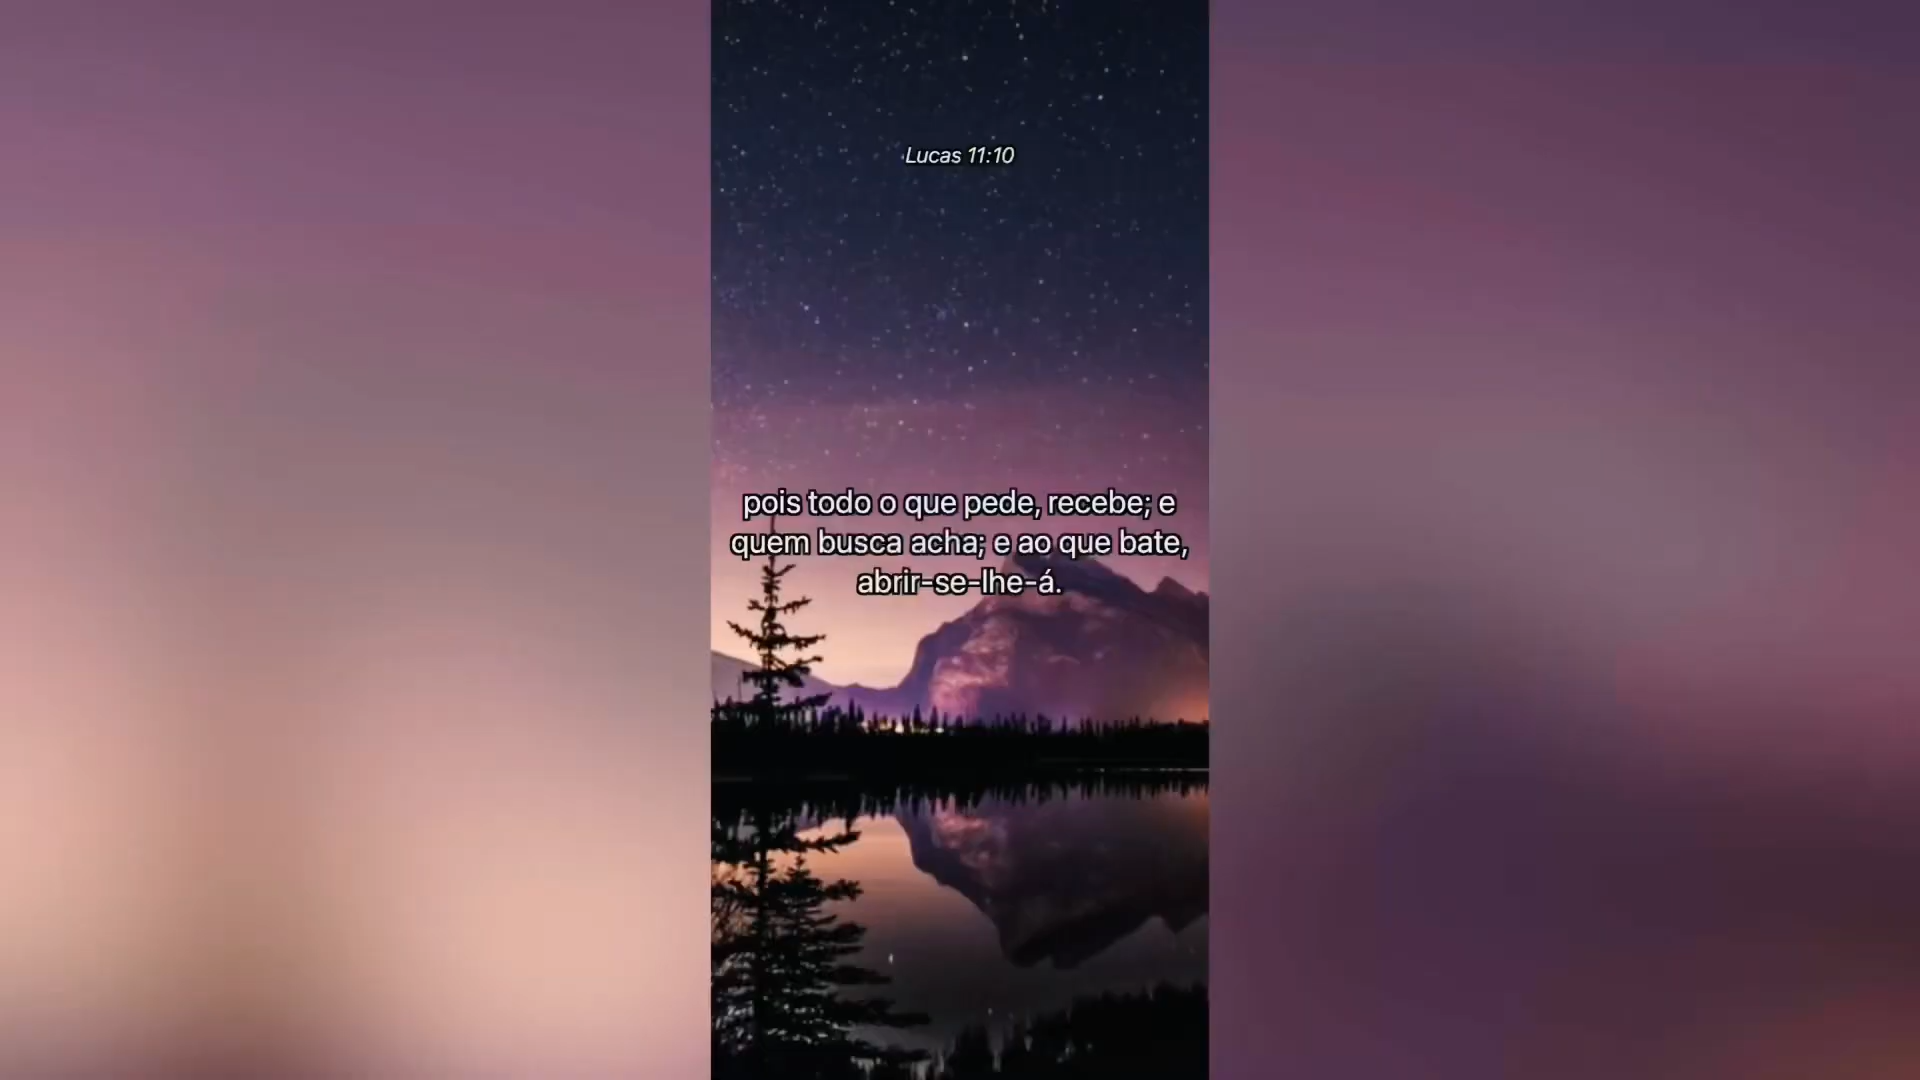 Lucas 11:10
pois todo o que pede, recebe; e
quem busca acha; e ao que bate,
abrir-se-lhe-á.